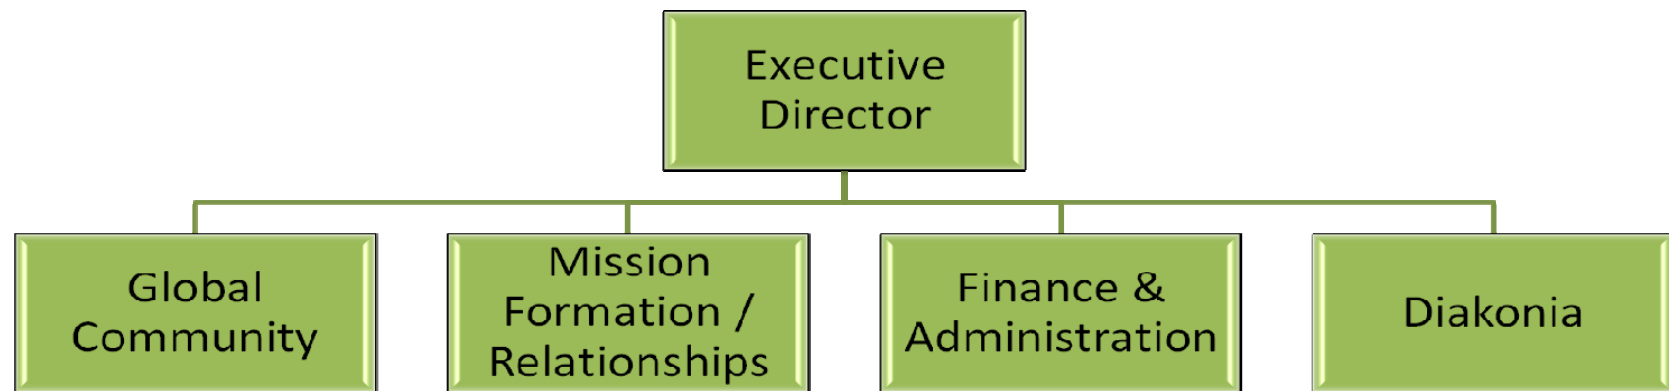 Executive
Director
Global
Community
Mission
Formation /
Relationships
Finance &
Administration
Diakonia